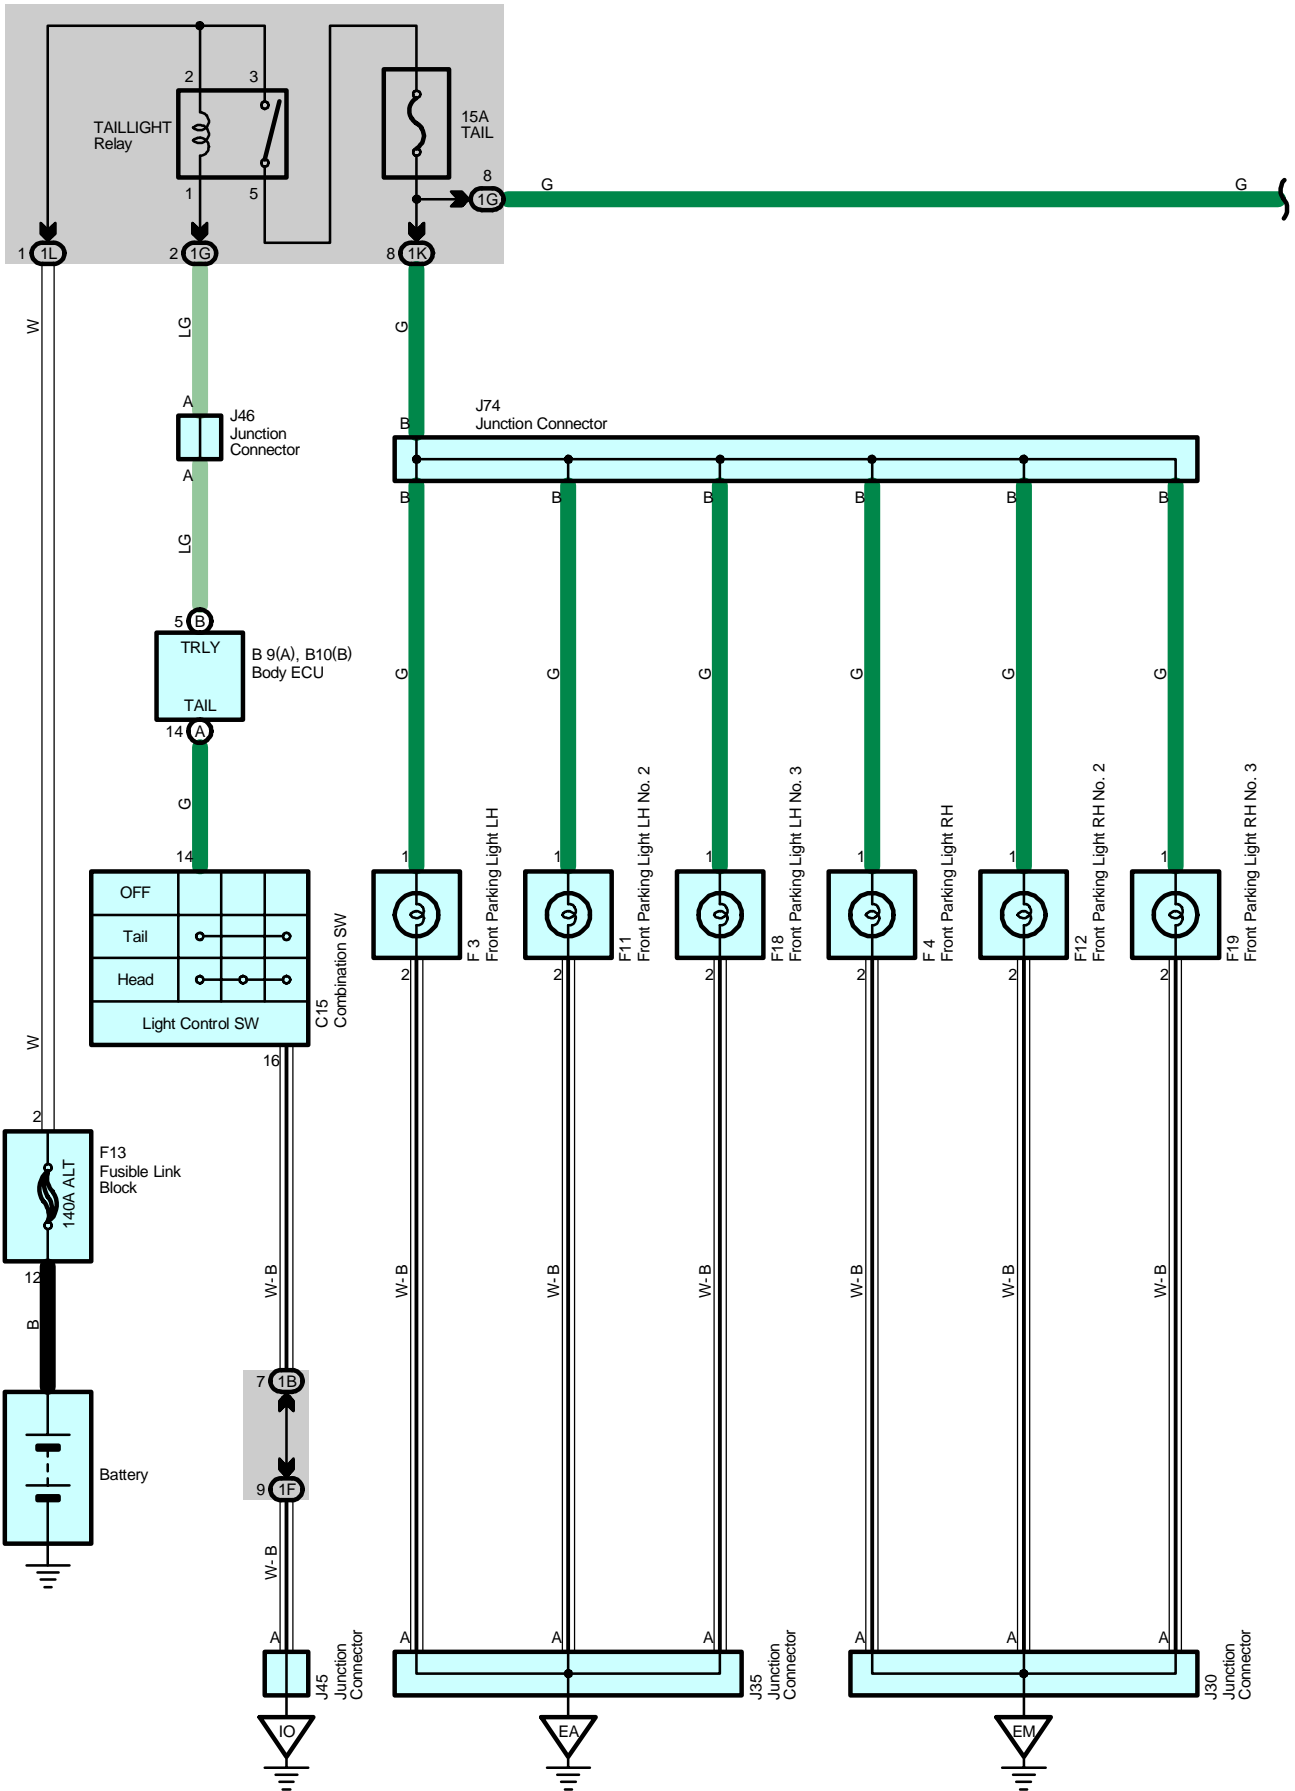 2
3
TAILLIGHT
Relay
1
5
15A
TAIL
8
1G
G
G
1
1L
2
1G
8
1K
W
LG
G
A
J46
Junction
Connector
A
LG
J74
Junction Connector
B
B
B
B
B
B
B
5
B
TRLY
TAIL
B 9(A), B10(B)
Body ECU
14
A
G
G
G
G
G
G
G
14
OFF
Tail
Head
Light Control SW
C15
Combination SW
16
1
2
F 3
Front Parking Light LH
1
2
F11
Front Parking Light LH No. 2
1
2
F18
Front Parking Light LH No. 3
1
2
F 4
Front Parking Light RH
1
2
F12
Front Parking Light RH No. 2
1
2
F19
Front Parking Light RH No. 3
W
2
140A ALT
F13
Fusible Link
Block
12
B
Battery
W- B
W- B
W- B
W- B
W- B
W- B
W- B
7
1B
9
1F
W- B
A
J45
Junction
Connector
A
A
A
J35
Junction
Connector
A
A
A
J30
Junction
Connector
IO
EA
EM